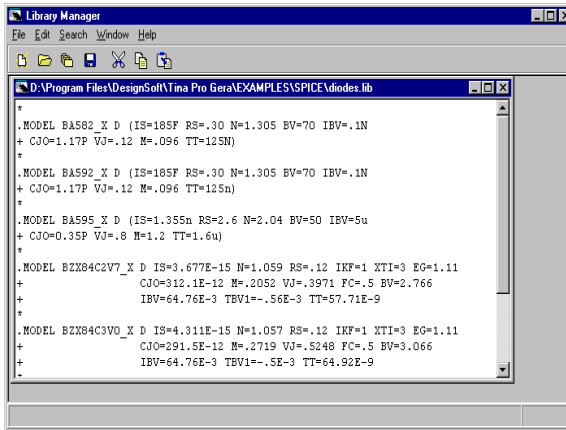 Library Manager
File Edit Search Window Help
D:\Program Files\DesignSoft\Tina Pro Gera\EXAMPLES\SPICE\diodes.lib
*
.MODEL BA582_X D (IS=185F RS=.30 N=1.305 BV=70 IBV=.1N
+ CJO=1.17P VJ=.12 M=.096 TT=125N)
*
.MODEL BA592_X D (IS=185F RS=.30 N=1.305 BV=70 IBV=.1N
+ CJO=1.17P VJ=.12 M=.096 TT=125n)
*
.MODEL BA595_X D (IS=1.355n RS=2.6 N=2.04 BV=50 IBV=5u
+ CJO=0.35P VJ=.8 M=1.2 TT=1.6u)
*
.MODEL BZX84C2V7_X D IS=3.677E-15 N=1.059 RS=.12 IKF=1 XTI=3 EG=1.11
+ CJO=312.1E-12 M=.2052 VJ=.3971 FC=.5 BV=2.766
+ IBV=64.76E-3 TBV1=-.56E-3 TT=57.71E-9
*
.MODEL BZX84C3V0_X D IS=4.311E-15 N=1.057 RS=.12 IKF=1 XTI=3 EG=1.11
+ CJO=291.5E-12 M=.2719 VJ=.5248 FC=.5 BV=3.066
+ IBV=64.76E-3 TBV1=-.5E-3 TT=64.92E-9
*